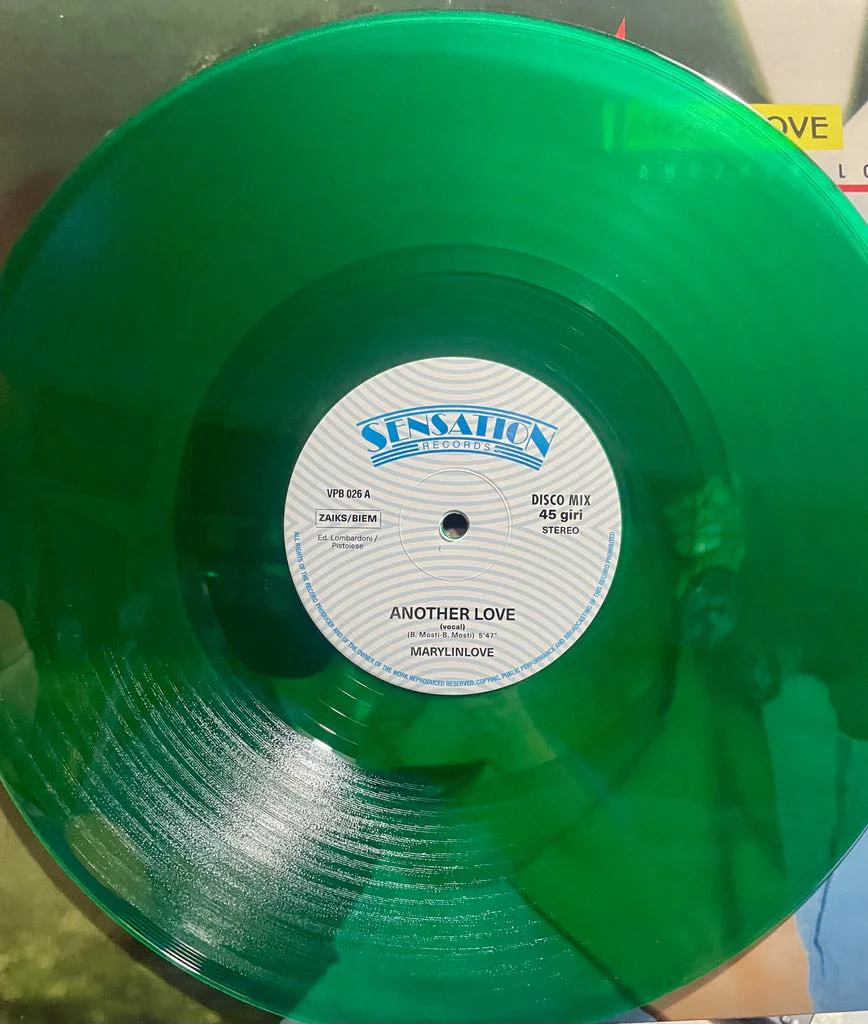 OVE
L
SENSATION
RECORDS
VPB 026 A
ZAIKS/BIEM
Ed. Lombardoni /
Pistoiese
DISCO MIX
45 giri
STEREO
ANOTHER LOVE
(vocal)
(B. Mosti-B. Mosti) 5'47"
MARYLINLOVE
ALL RIGHTS OF THE RECORD PRODUCER AND OF THE OWNER OF THE WORK REPRODUCED RESERVED. COPYING, PUBLIC PERFORMANCE AND BROADCASTING OF THIS RECORD PROHIBITED